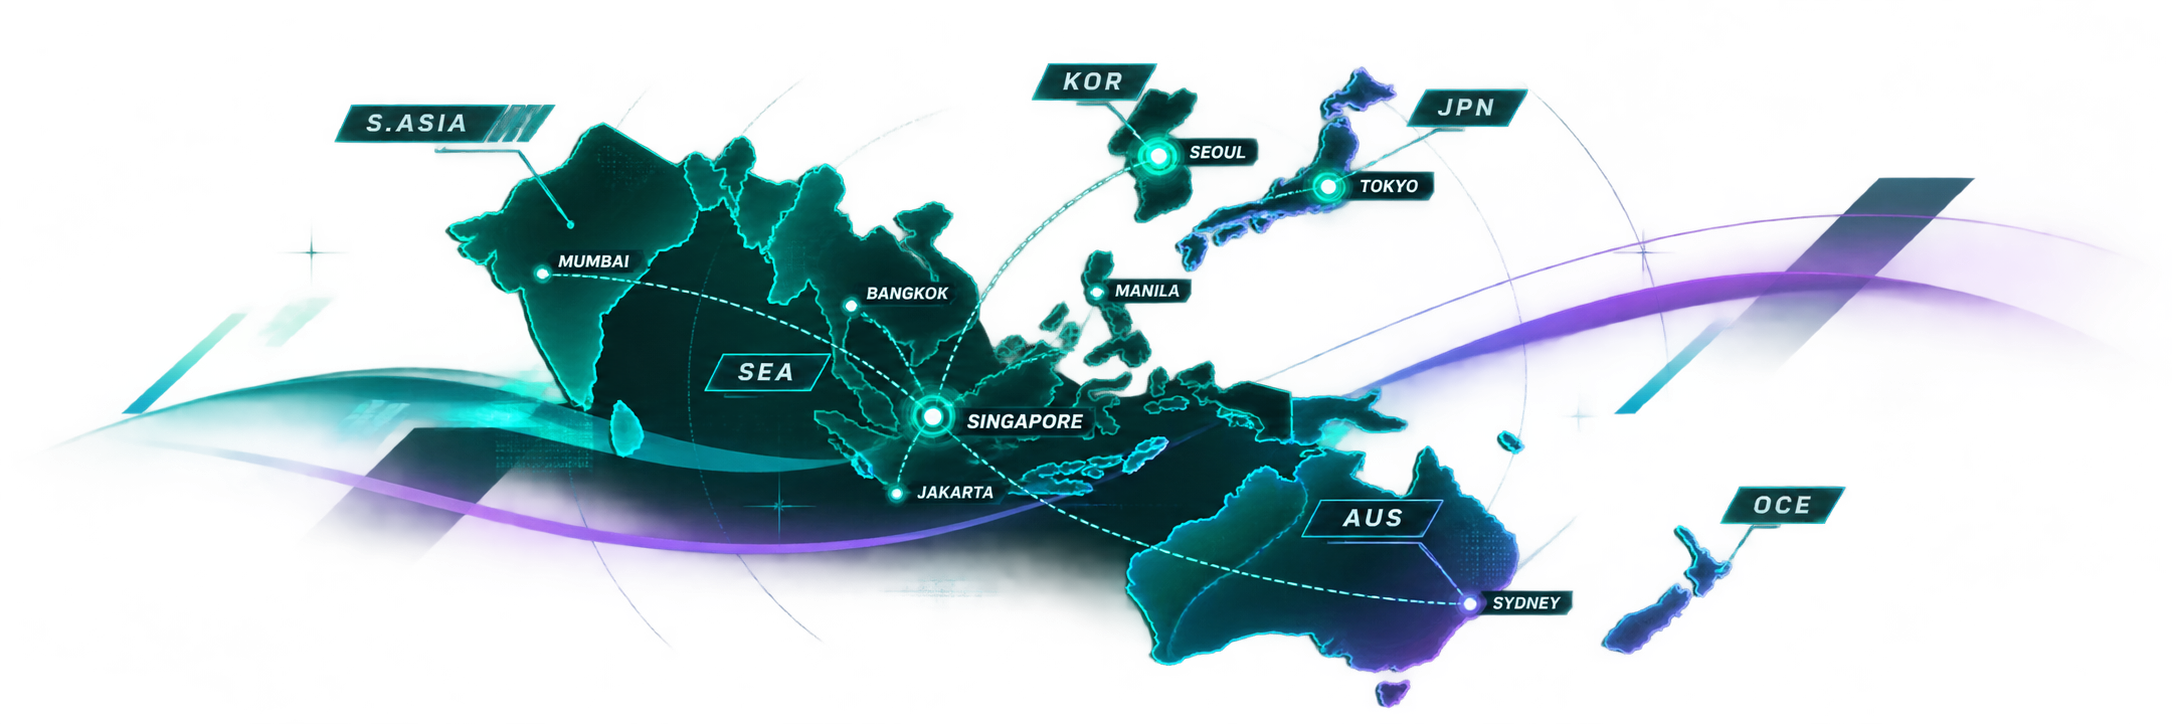 KOR
JPN
S.ASIA
SEOUL
TOKYO
MUMBAI
BANGKOK
MANILA
SEA
SINGAPORE
JAKARTA
AUS
OCE
SYDNEY